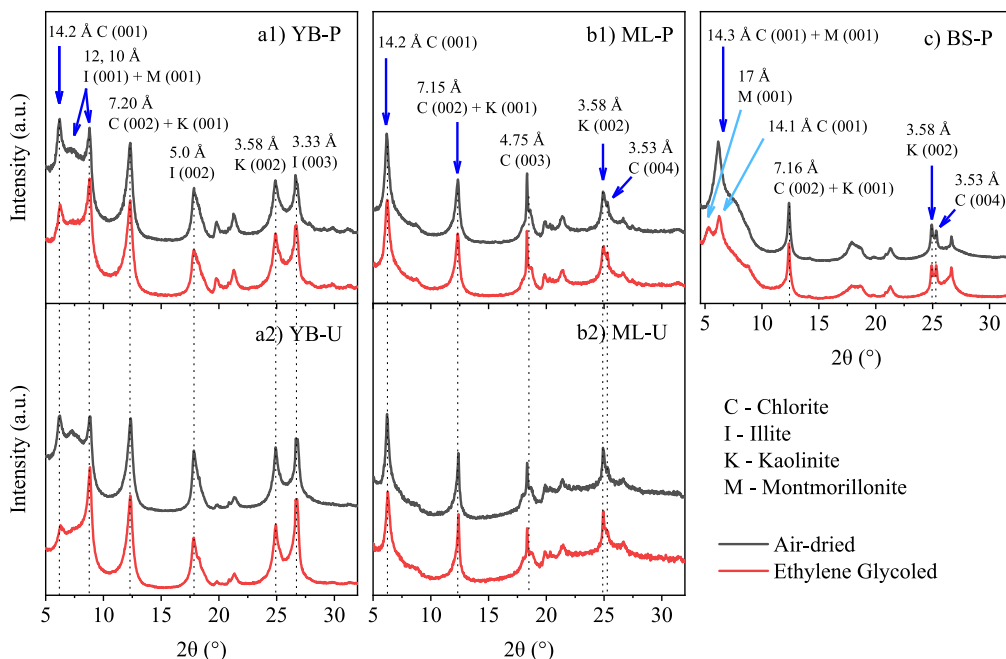 Intensity (a.u.)
a1) YB-P
14.2 Å C (001)
12, 10 Å
I (001) + M (001)
7.20 Å
C (002) + K (001)
5.0 Å
I (002)
3.58 Å
K (002)
3.33 Å
I (003)
b1) ML-P
14.2 Å C (001)
7.15 Å
C (002) + K (001)
4.75 Å
C (003)
3.58 Å
K (002)
3.53 Å
C (004)
c) BS-P
14.3 Å C (001) + M (001)
17 Å
M (001)
14.1 Å C (001)
7.16 Å
C (002) + K (001)
3.58 Å
K (002)
3.53 Å
C (004)
5 10 15 20 25 30
2θ (°)
Intensity (a.u.)
a2) YB-U
5 10 15 20 25 30
2θ (°)
b2) ML-U
5 10 15 20 25 30
2θ (°)
C - Chlorite
I - Illite
K - Kaolinite
M - Montmorillonite
Air-dried
Ethylene Glycoled